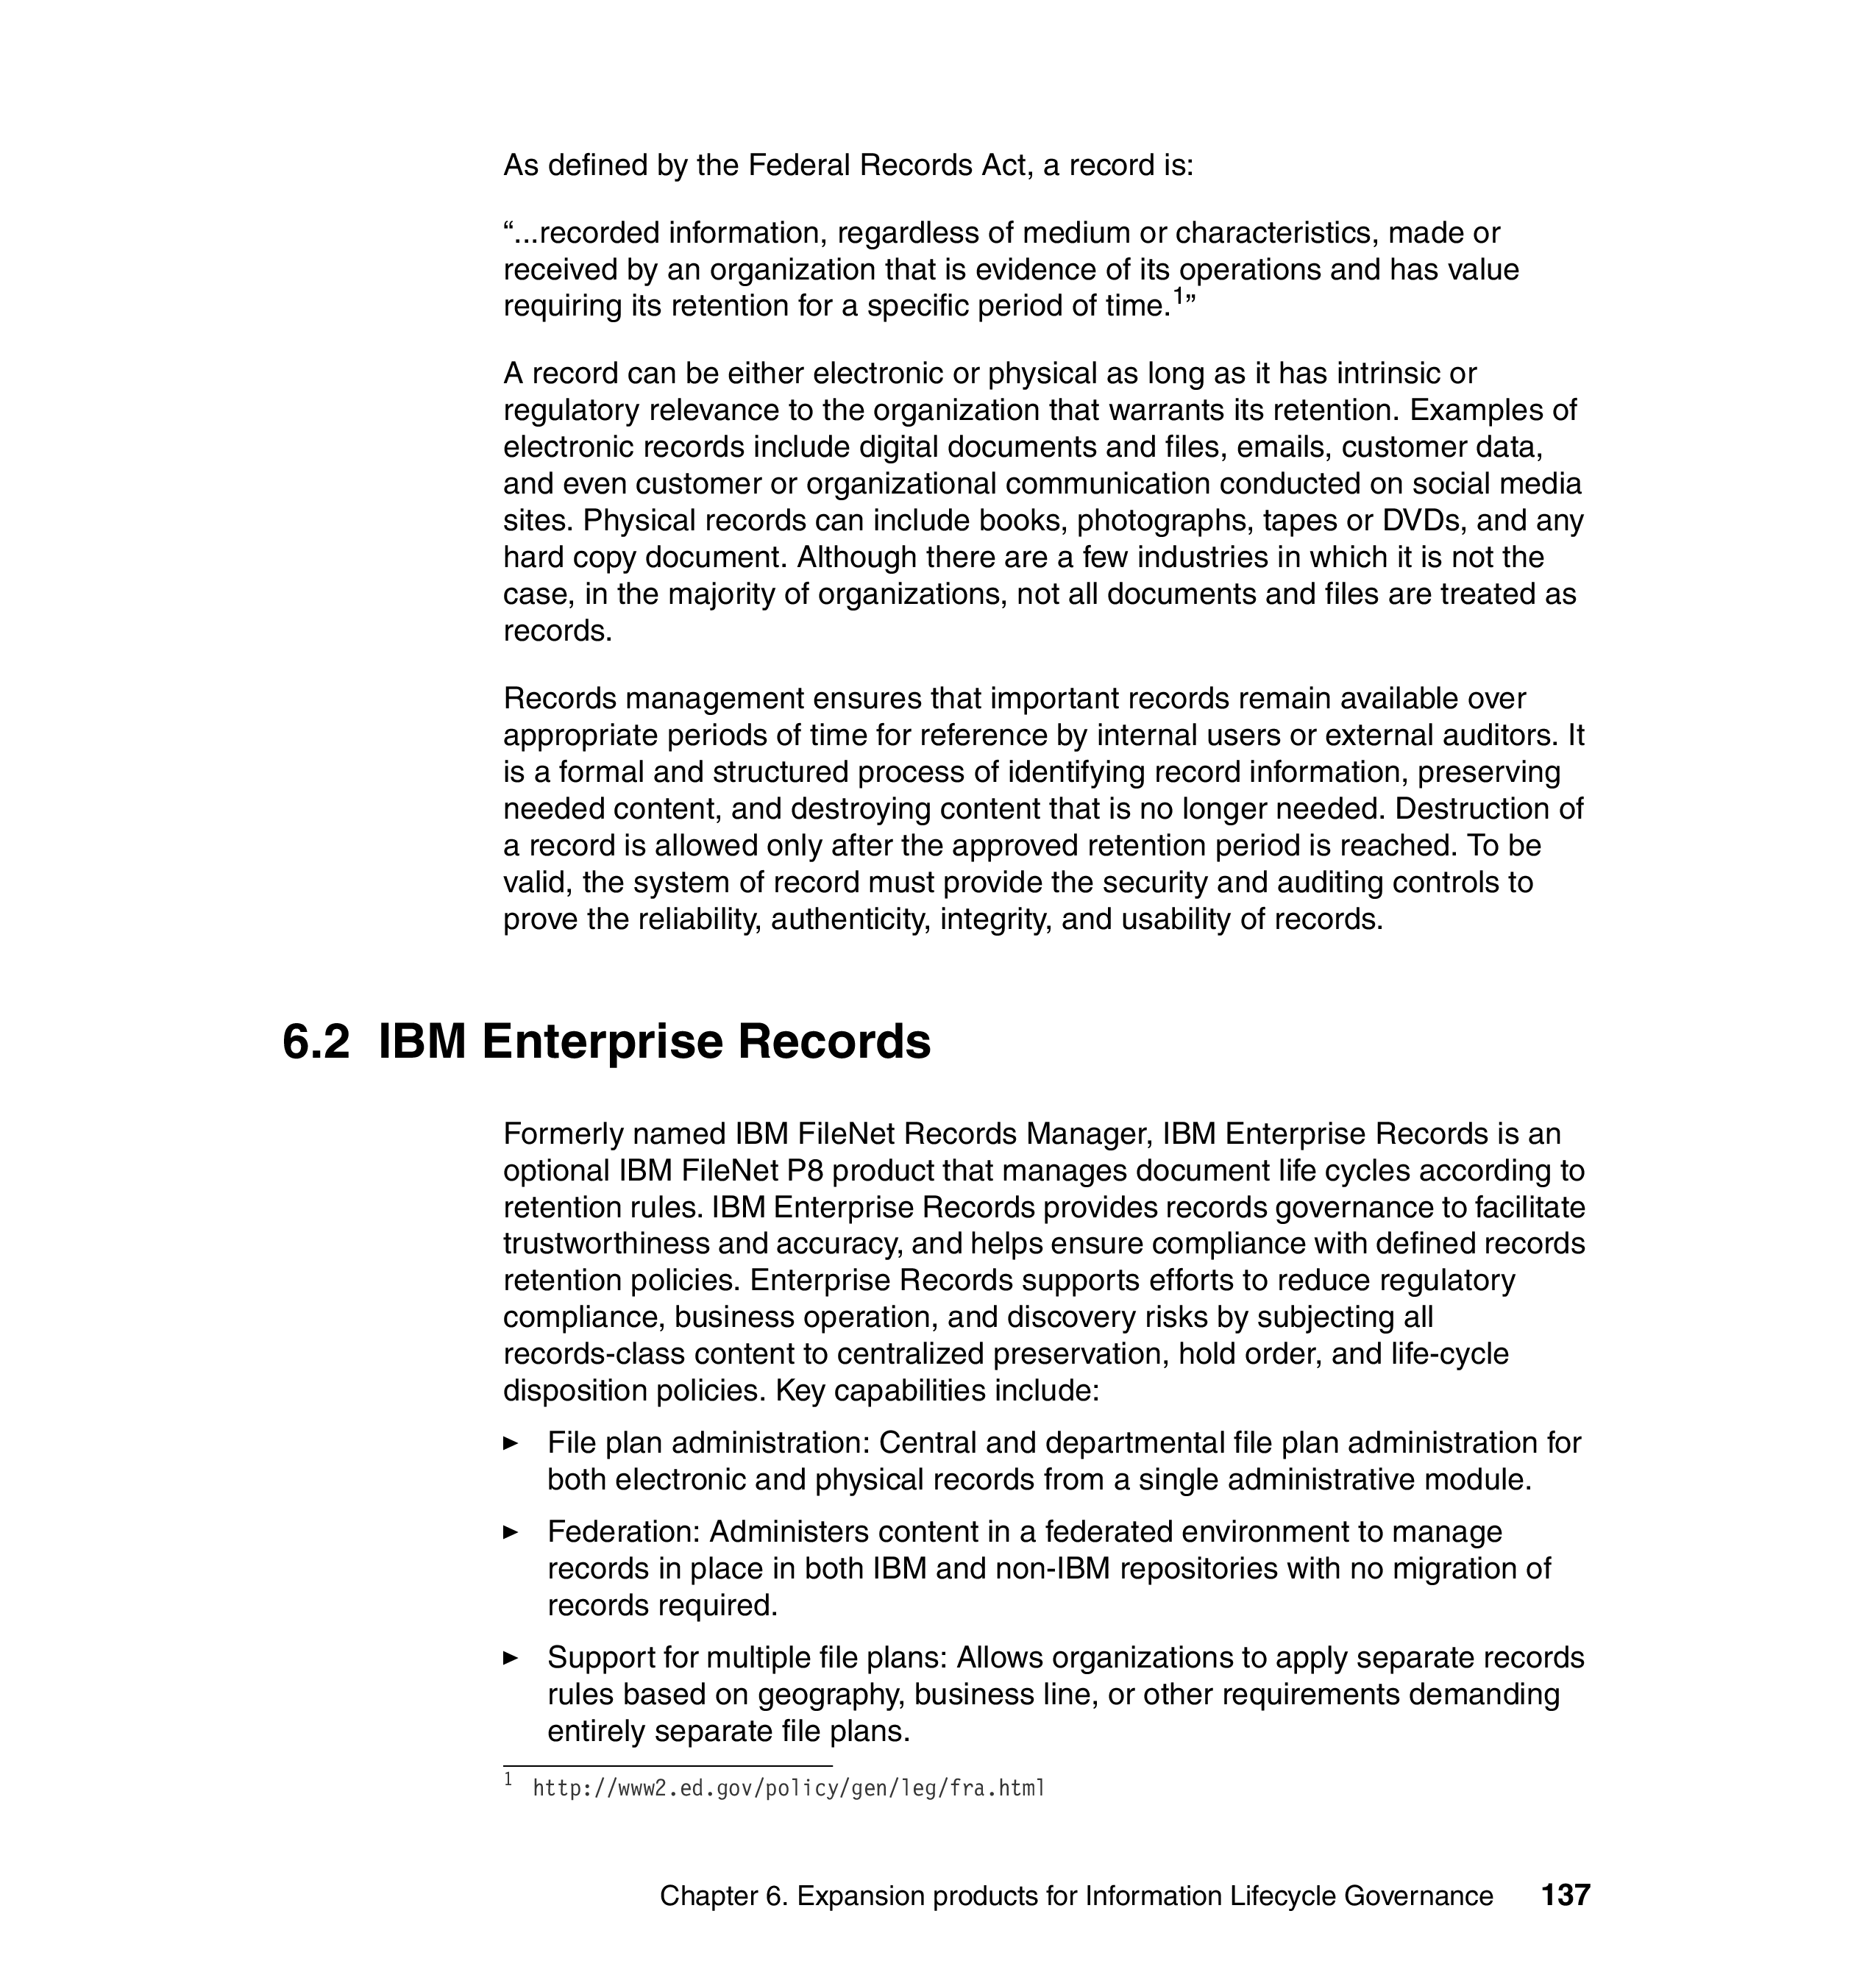 As defined by the Federal Records Act, a record is:
“...recorded information, regardless of medium or characteristics, made or
received by an organization that is evidence of its operations and has value
requiring its retention for a specific period of time.1”
A record can be either electronic or physical as long as it has intrinsic or
regulatory relevance to the organization that warrants its retention. Examples of
electronic records include digital documents and files, emails, customer data,
and even customer or organizational communication conducted on social media
sites. Physical records can include books, photographs, tapes or DVDs, and any
hard copy document. Although there are a few industries in which it is not the
case, in the majority of organizations, not all documents and files are treated as
records.
Records management ensures that important records remain available over
appropriate periods of time for reference by internal users or external auditors. It
is a formal and structured process of identifying record information, preserving
needed content, and destroying content that is no longer needed. Destruction of
a record is allowed only after the approved retention period is reached. To be
valid, the system of record must provide the security and auditing controls to
prove the reliability, authenticity, integrity, and usability of records.
6.2 IBM Enterprise Records
Formerly named IBM FileNet Records Manager, IBM Enterprise Records is an
optional IBM FileNet P8 product that manages document life cycles according to
retention rules. IBM Enterprise Records provides records governance to facilitate
trustworthiness and accuracy, and helps ensure compliance with defined records
retention policies. Enterprise Records supports efforts to reduce regulatory
compliance, business operation, and discovery risks by subjecting all
records-class content to centralized preservation, hold order, and life-cycle
disposition policies. Key capabilities include:
► File plan administration: Central and departmental file plan administration for
both electronic and physical records from a single administrative module.
► Federation: Administers content in a federated environment to manage
records in place in both IBM and non-IBM repositories with no migration of
records required.
► Support for multiple file plans: Allows organizations to apply separate records
rules based on geography, business line, or other requirements demanding
entirely separate file plans.
1 http://www2.ed.gov/policy/gen/leg/fra.html
Chapter 6. Expansion products for Information Lifecycle Governance 137